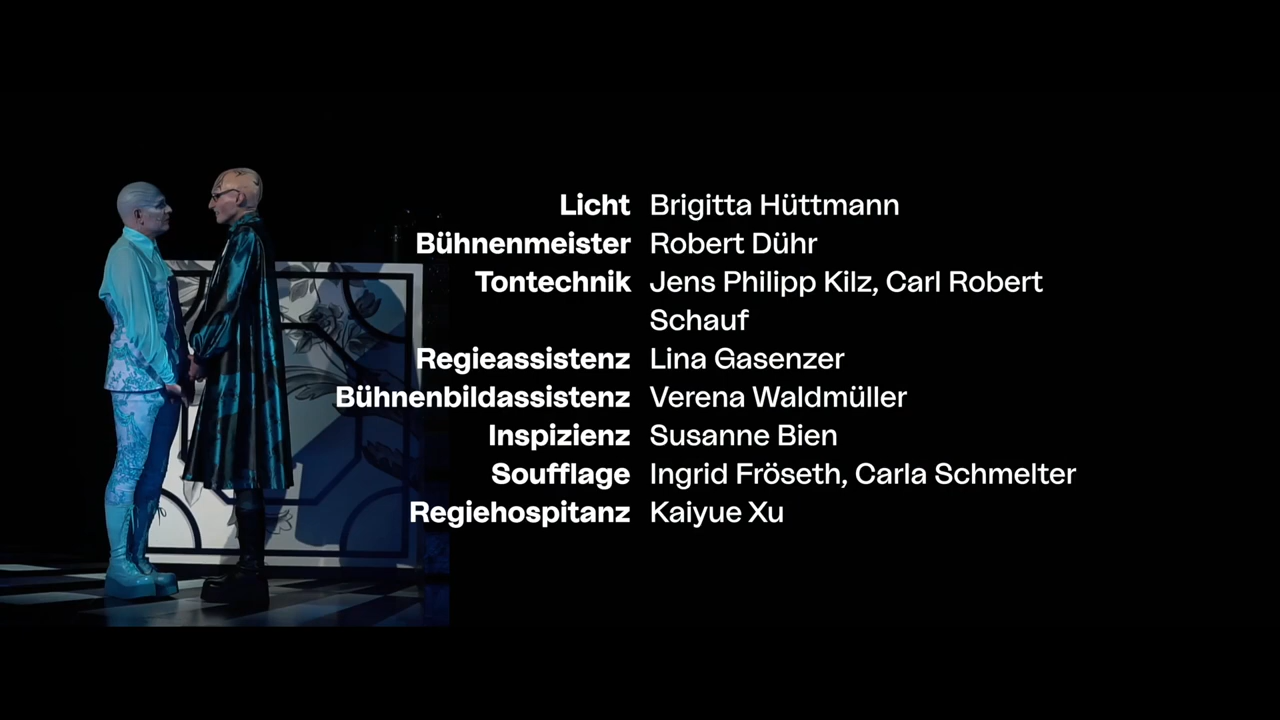 Licht Brigitta Hüttmann
Bühnenmeister Robert Dühr
Tontechnik Jens Philipp Kilz, Carl Robert
Schauf
Regieassistenz Lina Gasenzer
Bühnenbildassistenz Verena Waldmüller
Inspizienz Susanne Bien
Soufflage Ingrid Fröseth, Carla Schmelter
Regiehospitanz Kaiyue Xu